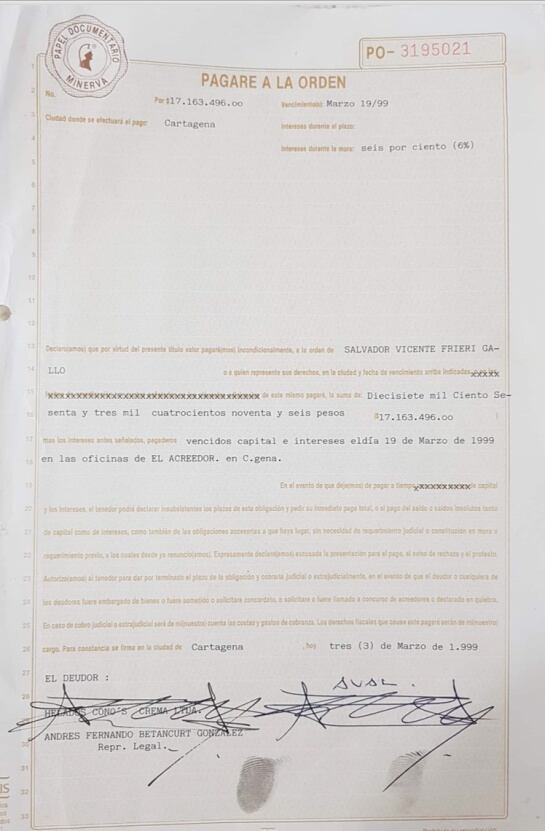 PAPEL DOCUMENTARIO
MINERVA
PO- 3195021
PAGARE A LA ORDEN
No.
Por $17.163.496.oo
Vencimiento(s) Marzo 19/99
Ciudad donde se efectuará el pago: Cartagena
Intereses durante el plazo:
Intereses durante la mora: seis por ciento (6%)
Declaro(amos) que por virtud del presente título valor pagaré(mos) incondicionalmente, a la orden de SALVADOR VICENTE FRIERI GA-
LLO o a quien represente sus derechos, en la ciudad y fecha de vencimiento arriba indicadas
de este mismo pagaré, la suma de: Diecisiete mil Ciento Se-
senta y tres mil cuatrocientos noventa y seis pesos $17.163.496.oo )
mas los intereses antes señalados, pagaderos vencidos capital e intereses eldía 19 de Marzo de 1999
en las oficinas de EL ACREEDOR. en C.gena.
En el evento de que deje(mos) de pagar a tiempo de capital
y los intereses, el tenedor podrá declarar insubsistentes los plazos de esta obligación y pedir su inmediato pago total, o el pago del saldo o saldos insolutos tanto
de capital como de intereses, como también de las obligaciones accesorias a que haya lugar, sin necesidad de requerimiento judicial o constitución en mora o
requerimiento previo, a los cuales desde ya renuncio(amos). Expresamente declaro(amos) excusada la presentación para el pago, el aviso de rechazo y el protesto.
Autorizo(amos) al tenedor para dar por terminado el plazo de la obligación y cobrarla judicial o extrajudicialmente, en el evento de que el deudor o cualquiera de
los deudores fuere embargado de bienes o fuere sometido o solicitare concordato, o solicitare o fuere llamado a concurso de acreedores o declarado en quiebra.
En caso de cobro judicial o extrajudicial será de mi(nuestra) cuenta las costas y gastos de cobranza. Los derechos fiscales que cause este pagaré serán de mi(nuestro)
cargo. Para constancia se firma en la ciudad de Cartagena , hoy tres (3) de Marzo de 1.999
EL DEUDOR :
AVAL.
HELADOS CONO'S CREMA LTDA.
ANDRES FERNANDO BETANCURT GONZALEZ
Repr. Legal.